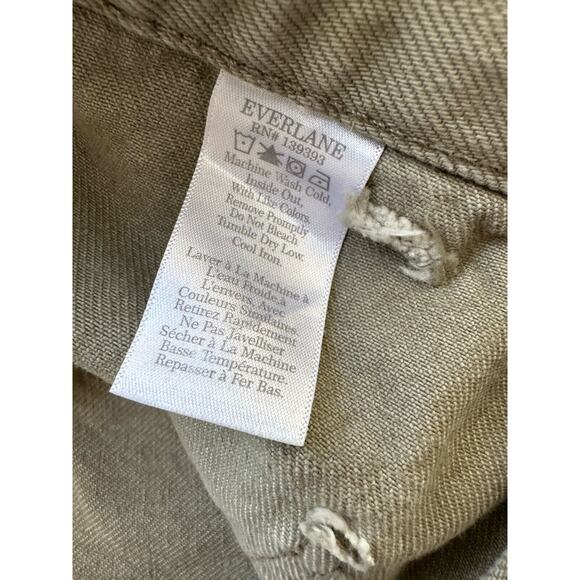 EVERLANE
RN# 139393
Machine Wash Cold.
Inside Out,
With Like Colors.
Remove Promptly
Do Not Bleach
Tumble Dry Low.
Cool Iron.
Laver à La Machine à
L'eau Froide.à
L'envers, Avec
Couleurs Similaires
Retirez Rapidement
Ne Pas Javelliser
Sécher à La Machine
Basse Température.
Repasser à Fer Bas.